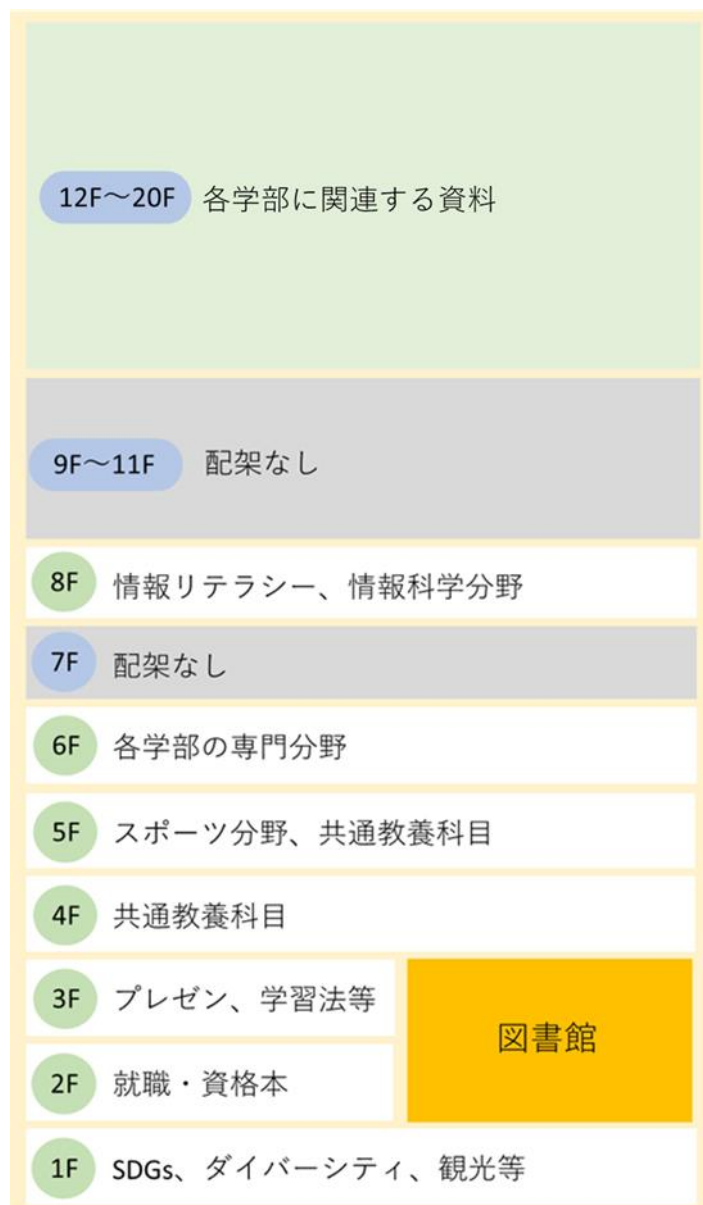 12F～20F 各学部に関連する資料
9F～11F 配架なし
8F 情報リテラシー、情報科学分野
7F 配架なし
6F 各学部の専門分野
5F スポーツ分野、共通教養科目
4F 共通教養科目
3F プレゼン、学習法等
図書館
2F 就職・資格本
1F SDGs、ダイバーシティ、観光等